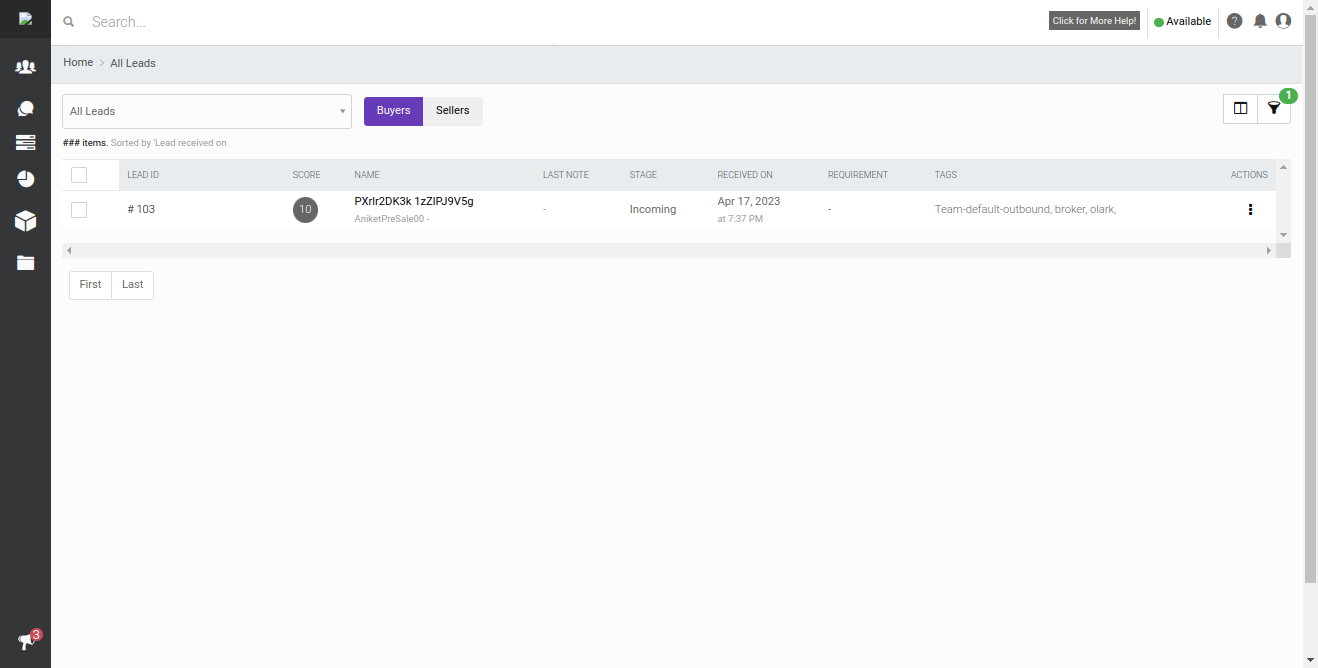 Search...
Click for More Help!
Available
Home
All Leads
1
All Leads
Buyers
Sellers
### items. Sorted by 'Lead received on
LEAD ID SCORE NAME LAST NOTE STAGE RECEIVED ON REQUIREMENT TAGS ACTIONS
# 103 10 PXrIr2DK3k 1zZIPJ9V5g - Incoming Apr 17, 2023 - Team-default-outbound, broker, olark,
AniketPreSale00 - at 7:37 PM
First Last
3